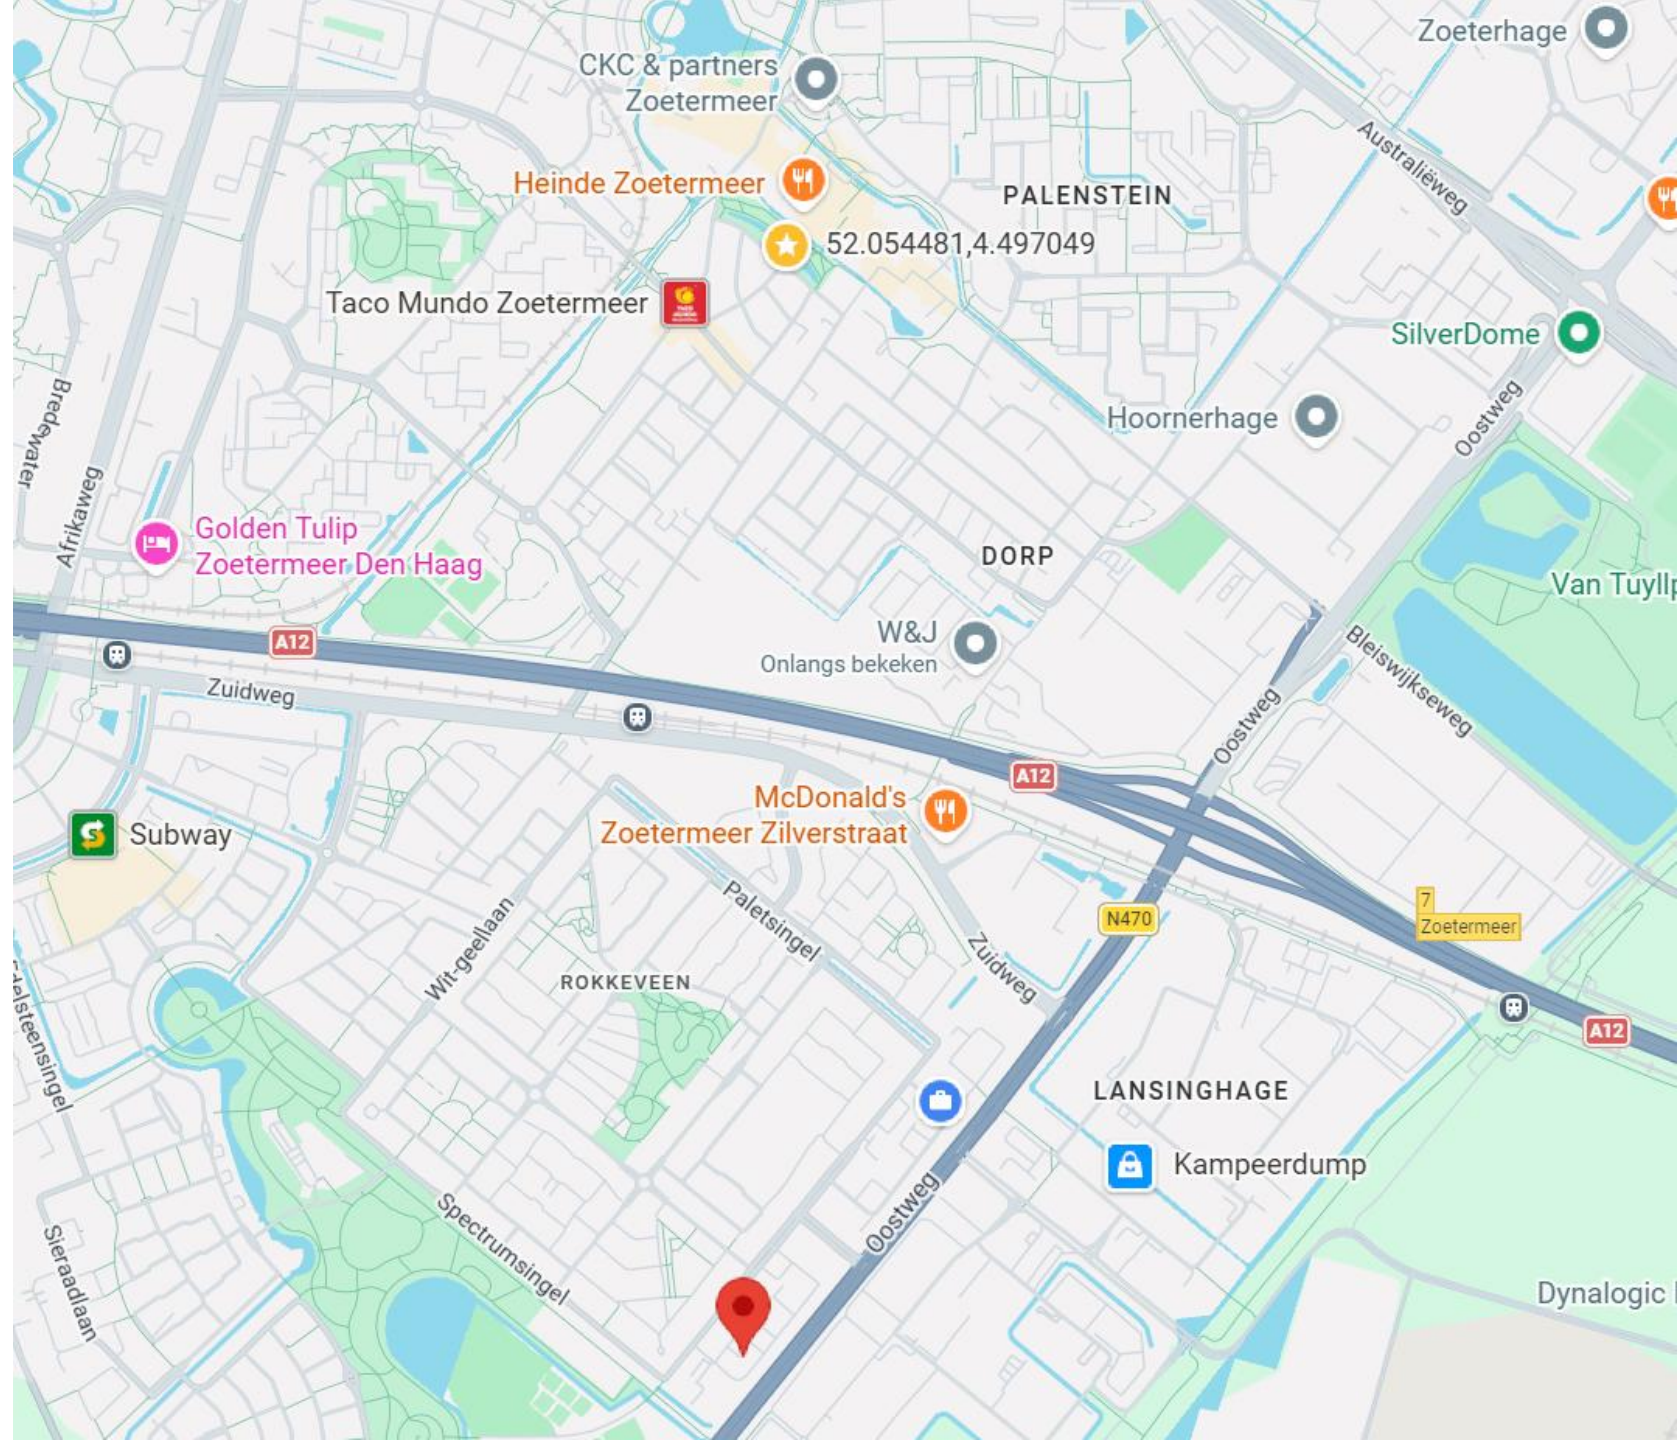 Zoeterhage
CKC & partners
Zoetermeer
Australiëweg
Heinde Zoetermeer
PALENSTEIN
52.054481,4.497049
Taco Mundo Zoetermeer
SilverDome
Bredewater
Hoornerhage
Oostweg
Afrikaweg
Golden Tulip
Zoetermeer Den Haag
DORP
Van Tuyllp
A12
W&J
Onlangs bekeken
Bleiswijkseweg
Zuidweg
Oostweg
A12
McDonald's
Zoetermeer Zilverstraat
Subway
Paletsingel
N470
7
Zoetermeer
Wit-geellaan
Zuidweg
ROKKEVEEN
A12
Edelsteensingel
LANSINGHAGE
Kampeerdump
Oostweg
Spectrumsingel
Sieraadlaan
Dynalogic